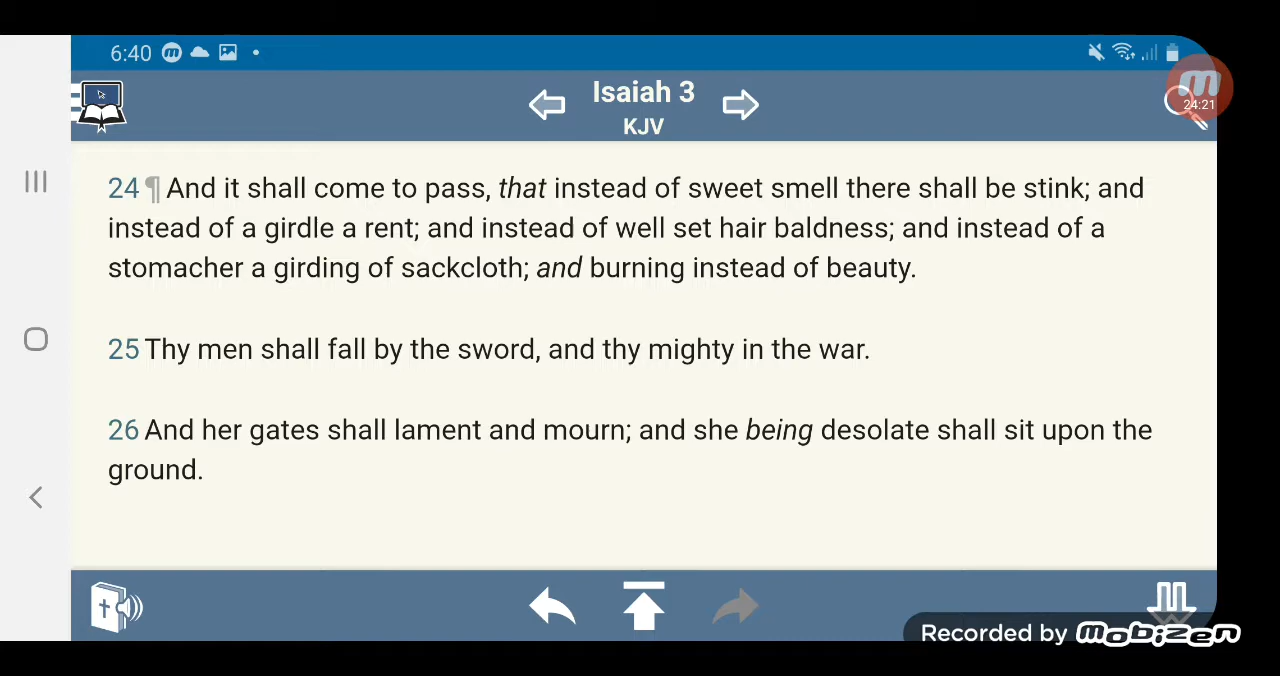 6:40
Isaiah 3
KJV
24:21
24 ¶ And it shall come to pass, that instead of sweet smell there shall be stink; and
instead of a girdle a rent; and instead of well set hair baldness; and instead of a
stomacher a girding of sackcloth; and burning instead of beauty.
25 Thy men shall fall by the sword, and thy mighty in the war.
26 And her gates shall lament and mourn; and she being desolate shall sit upon the
ground.
Recorded by mobizen